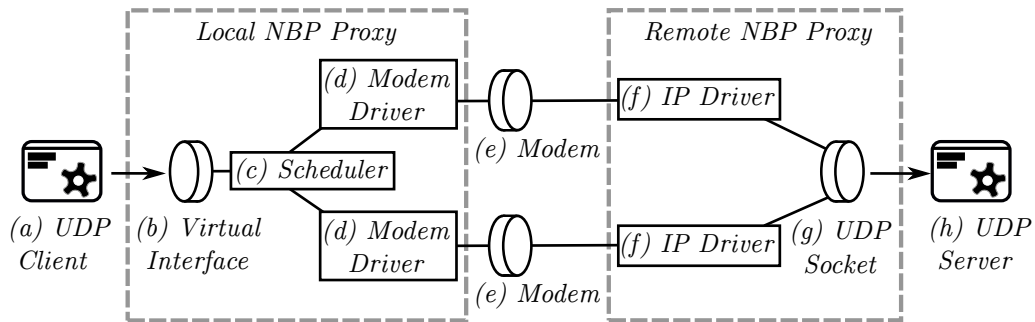 Local NBP Proxy
Remote NBP Proxy
(d) Modem
Driver
(e) Modem
(f) IP Driver
(a) UDP
Client
(b) Virtual
Interface
(c) Scheduler
(d) Modem
Driver
(e) Modem
(f) IP Driver
(g) UDP
Socket
(h) UDP
Server